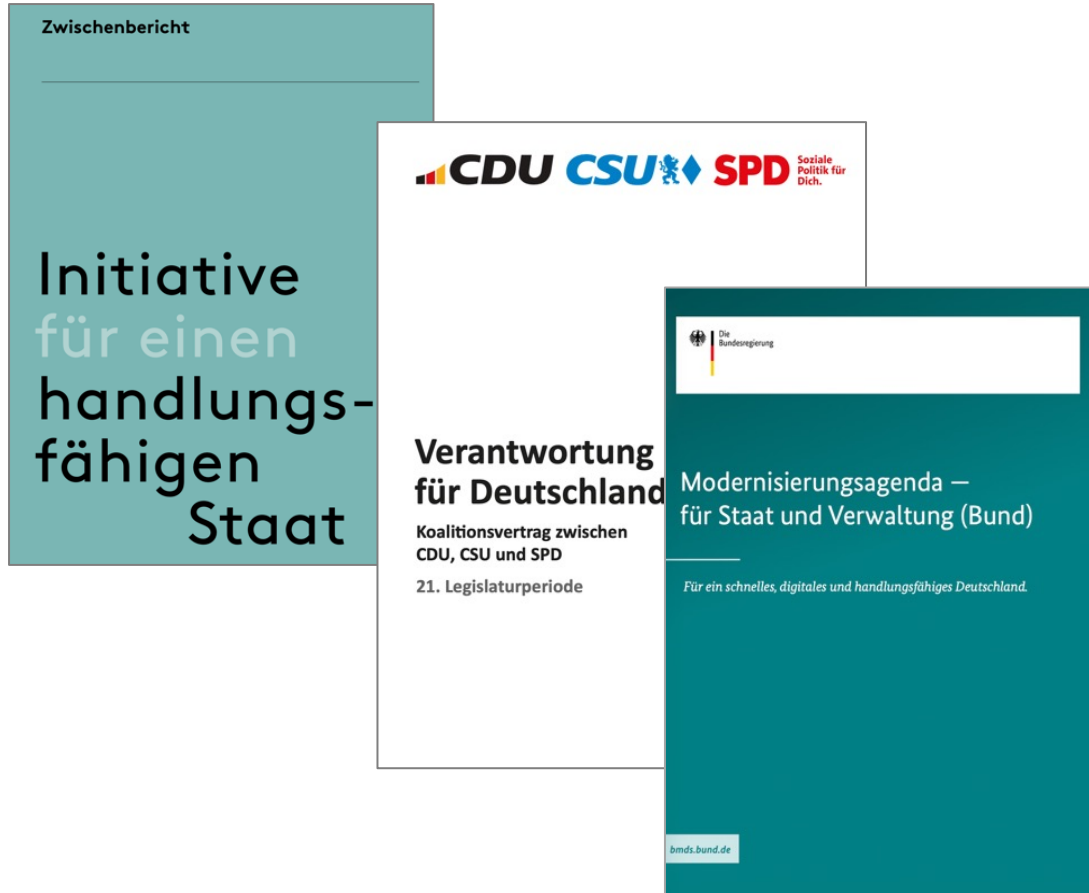 Zwischenbericht
Initiative
für einen
handlungs-
fähigen
Staat
CDU CSU SPD Soziale
Politik für
Dich.
Verantwortung
für Deutschland
Koalitionsvertrag zwischen
CDU, CSU und SPD
21. Legislaturperiode
Die
Bundesregierung
Modernisierungsagenda —
für Staat und Verwaltung (Bund)
Für ein schnelles, digitales und handlungsfähiges Deutschland.
bmds.bund.de